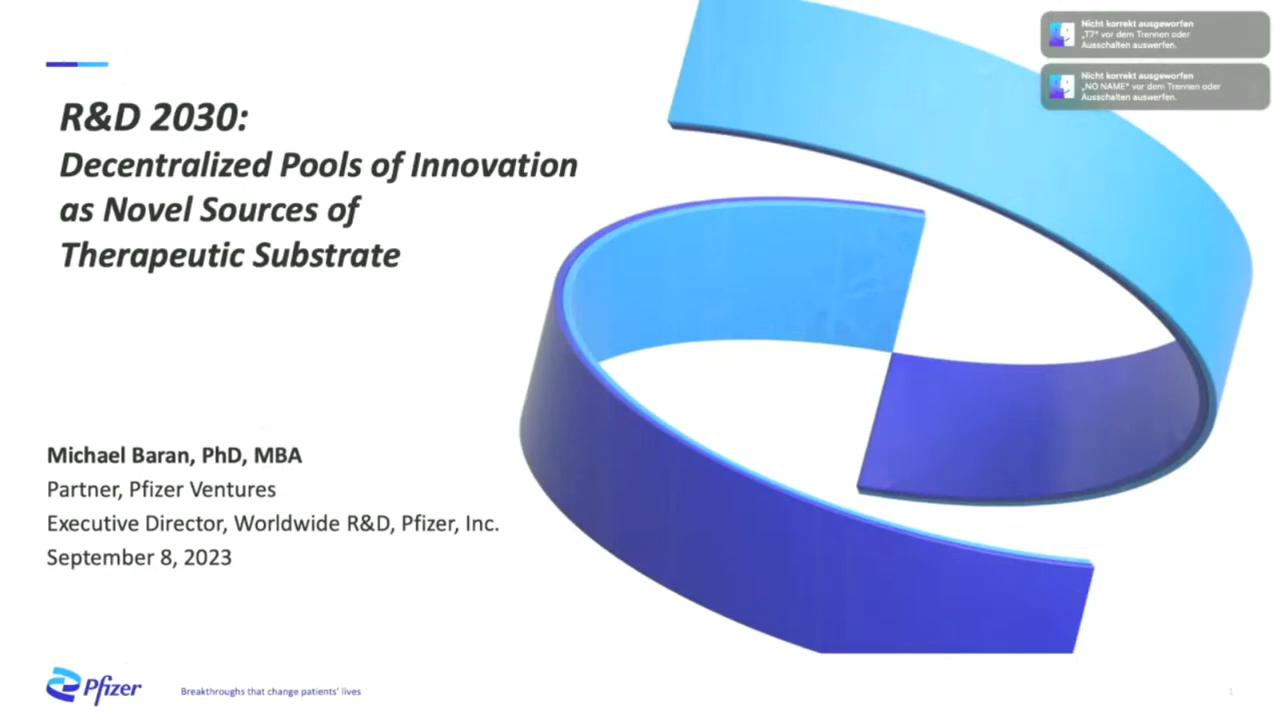 R&D 2030:
Decentralized Pools of Innovation
as Novel Sources of
Therapeutic Substrate
Michael Baran, PhD, MBA
Partner, Pfizer Ventures
Executive Director, Worldwide R&D, Pfizer, Inc.
September 8, 2023
Pfizer
Breakthroughs that change patients' lives
1
Nicht korrekt ausgeworfen
„T7“ vor dem Trennen oder
Ausschalten auswerfen.
Nicht korrekt ausgeworfen
„NO NAME“ vor dem Trennen oder
Ausschalten auswerfen.